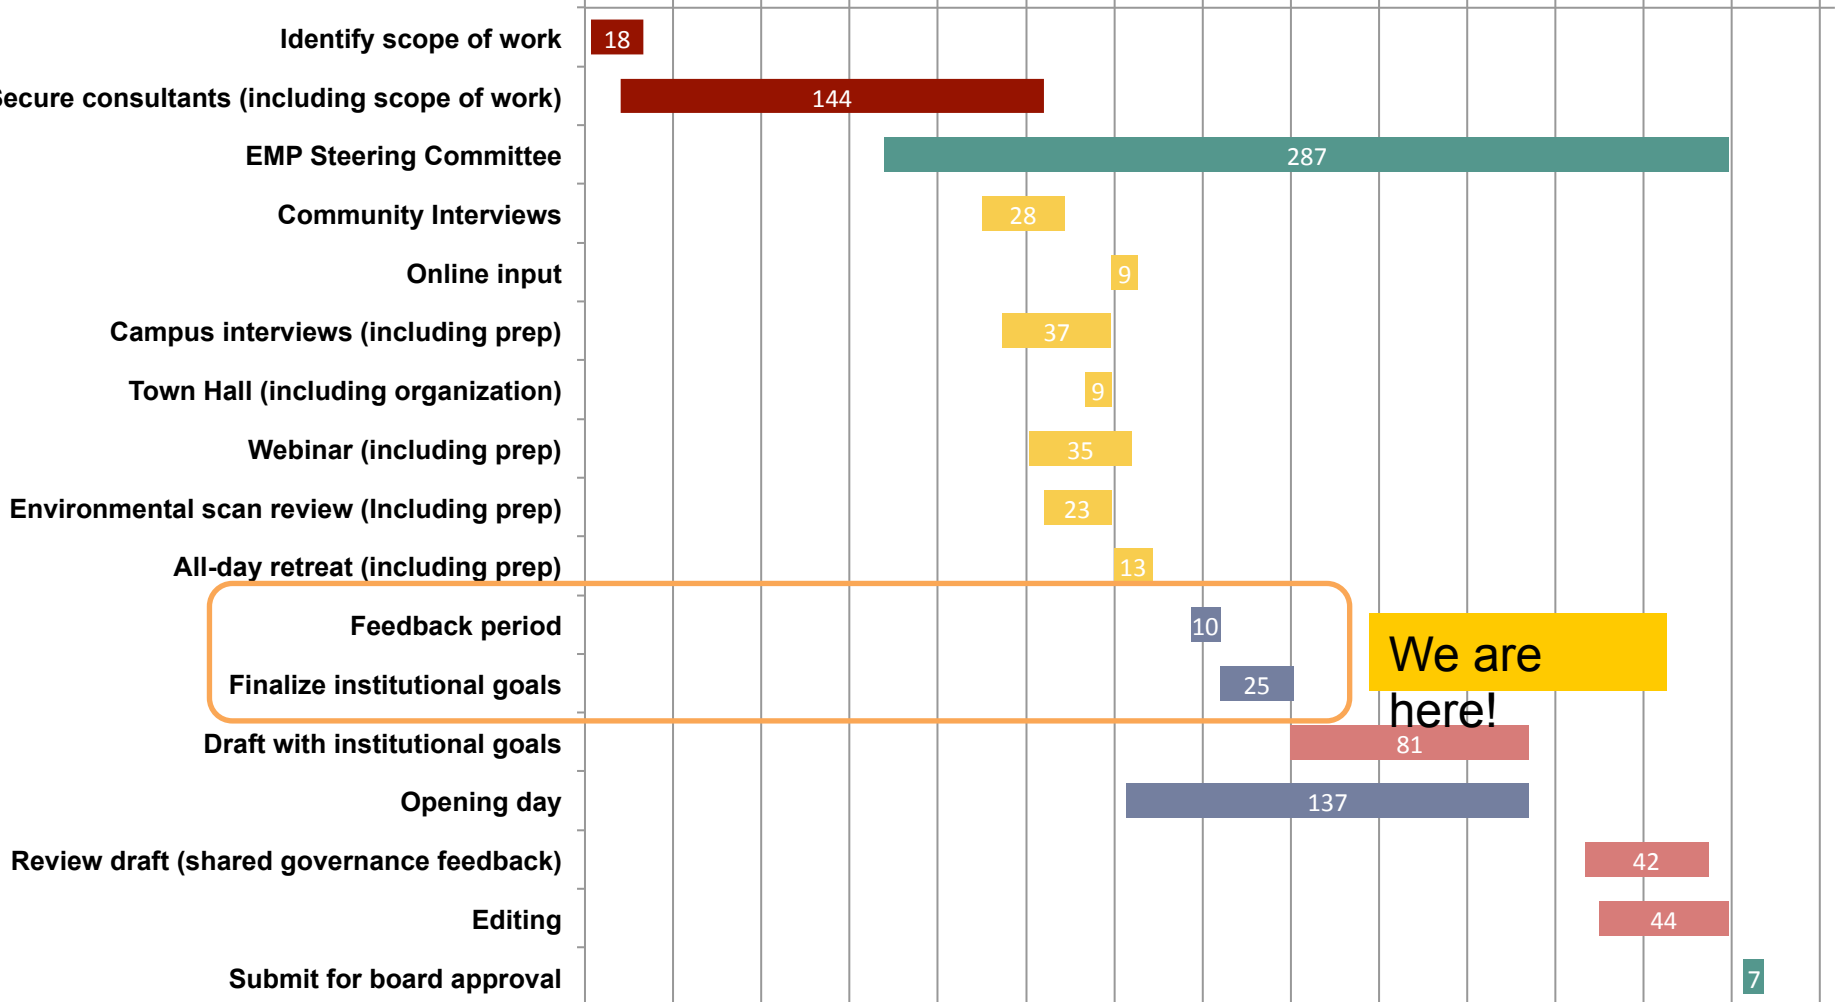 Identify scope of work 18
Secure consultants (including scope of work) 144
EMP Steering Committee 287
Community Interviews 28
Online input 9
Campus interviews (including prep) 37
Town Hall (including organization) 9
Webinar (including prep) 35
Environmental scan review (Including prep) 23
All-day retreat (including prep) 13
Feedback period 10
We are
Finalize institutional goals 25
here!
Draft with institutional goals 81
Opening day 137
Review draft (shared governance feedback) 42
Editing 44
Submit for board approval 7